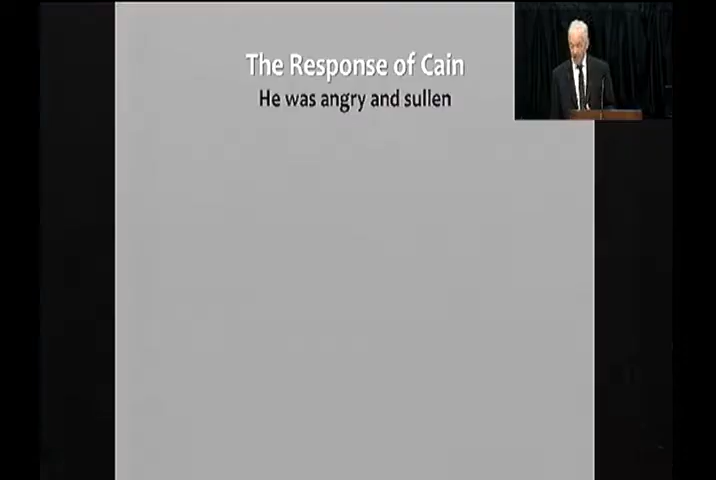 The Response of Cain
He was angry and sullen